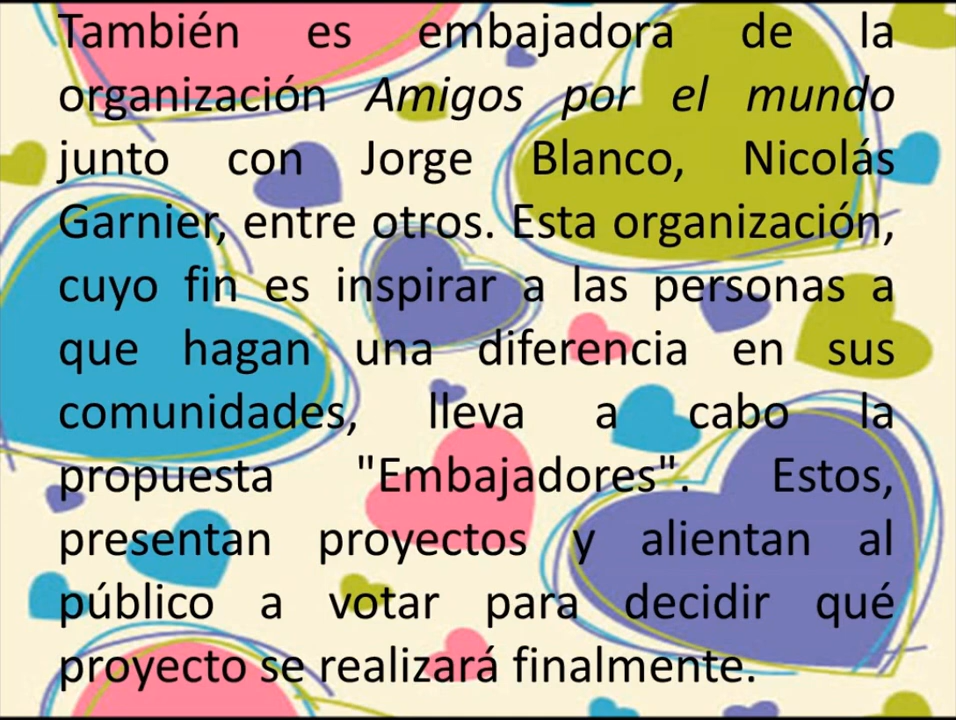 También es embajadora de la
organización Amigos por el mundo
junto con Jorge Blanco, Nicolás
Garnier, entre otros. Esta organización,
cuyo fin es inspirar a las personas a
que hagan una diferencia en sus
comunidades, lleva a cabo la
propuesta "Embajadores". Estos,
presentan proyectos y alientan al
público a votar para decidir qué
proyecto se realizará finalmente.